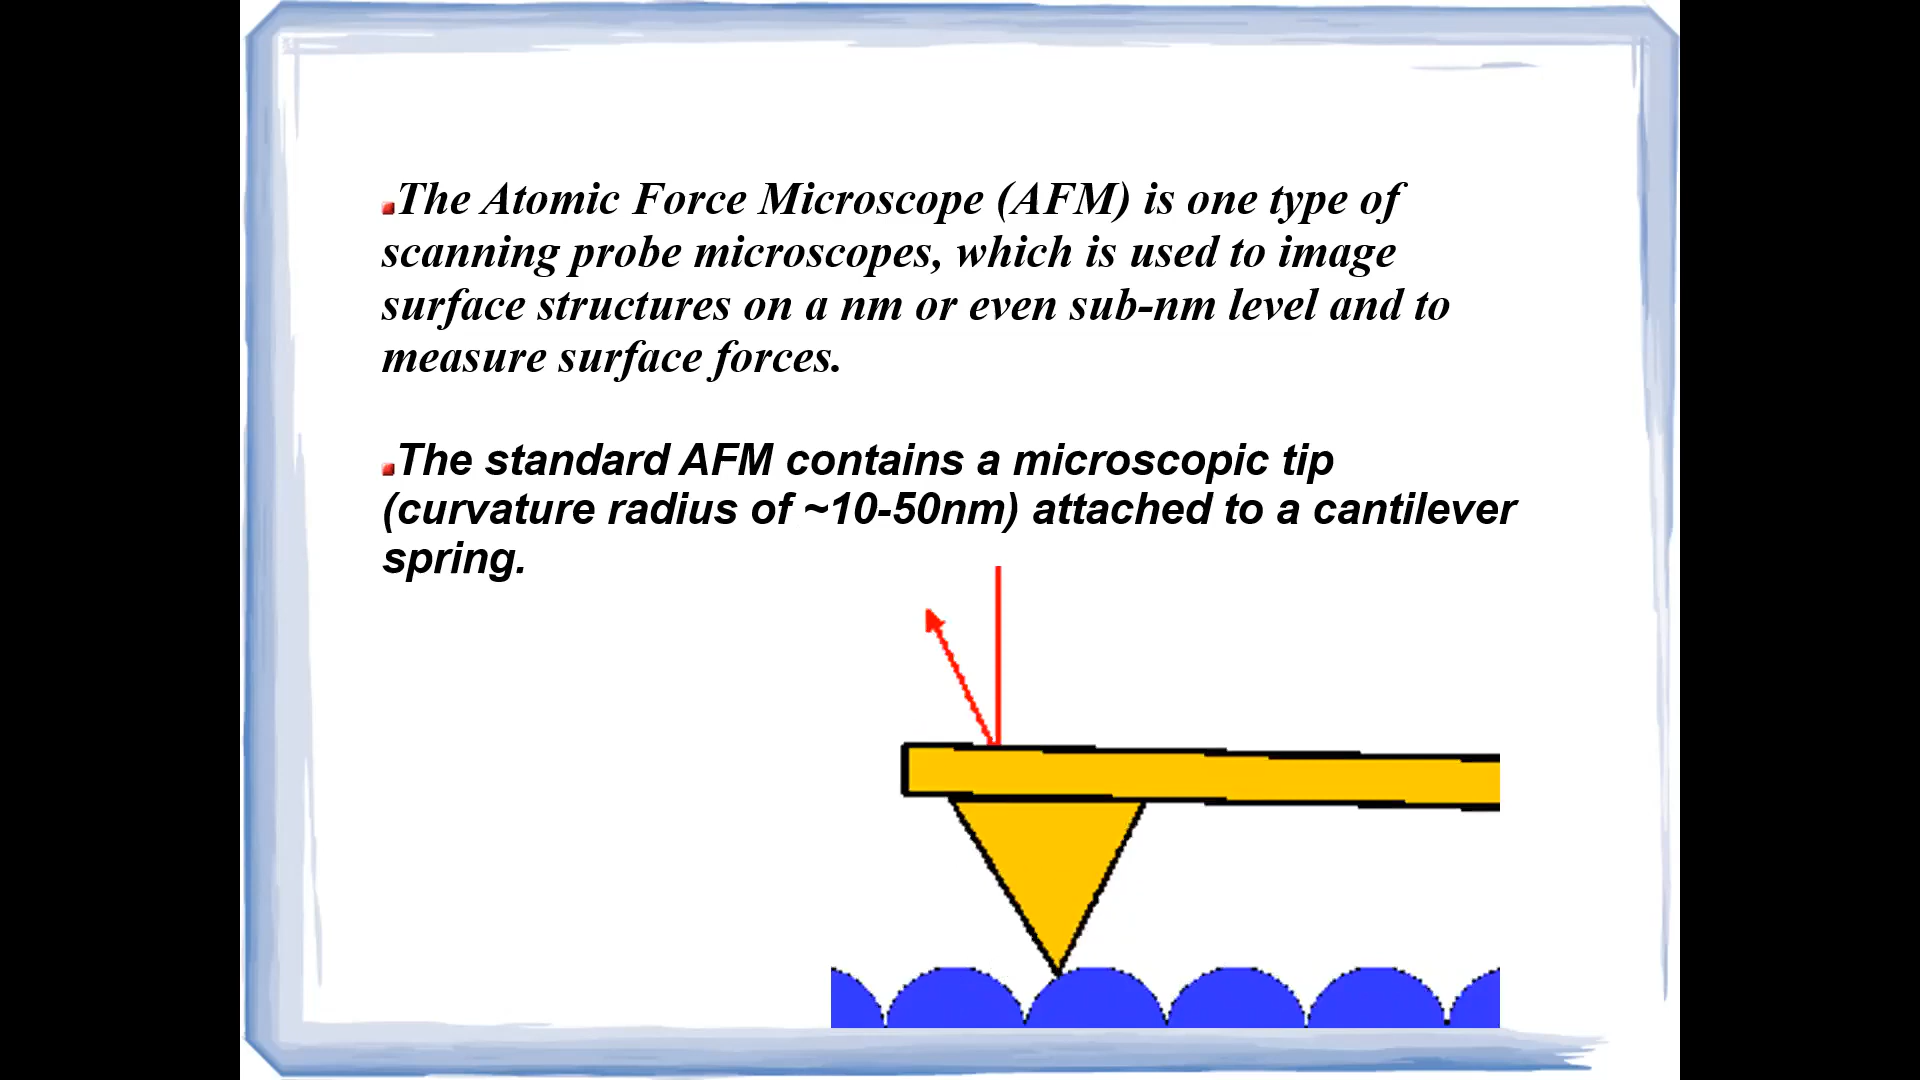 The Atomic Force Microscope (AFM) is one type of
scanning probe microscopes, which is used to image
surface structures on a nm or even sub-nm level and to
measure surface forces.
The standard AFM contains a microscopic tip
(curvature radius of ~10-50nm) attached to a cantilever
spring.